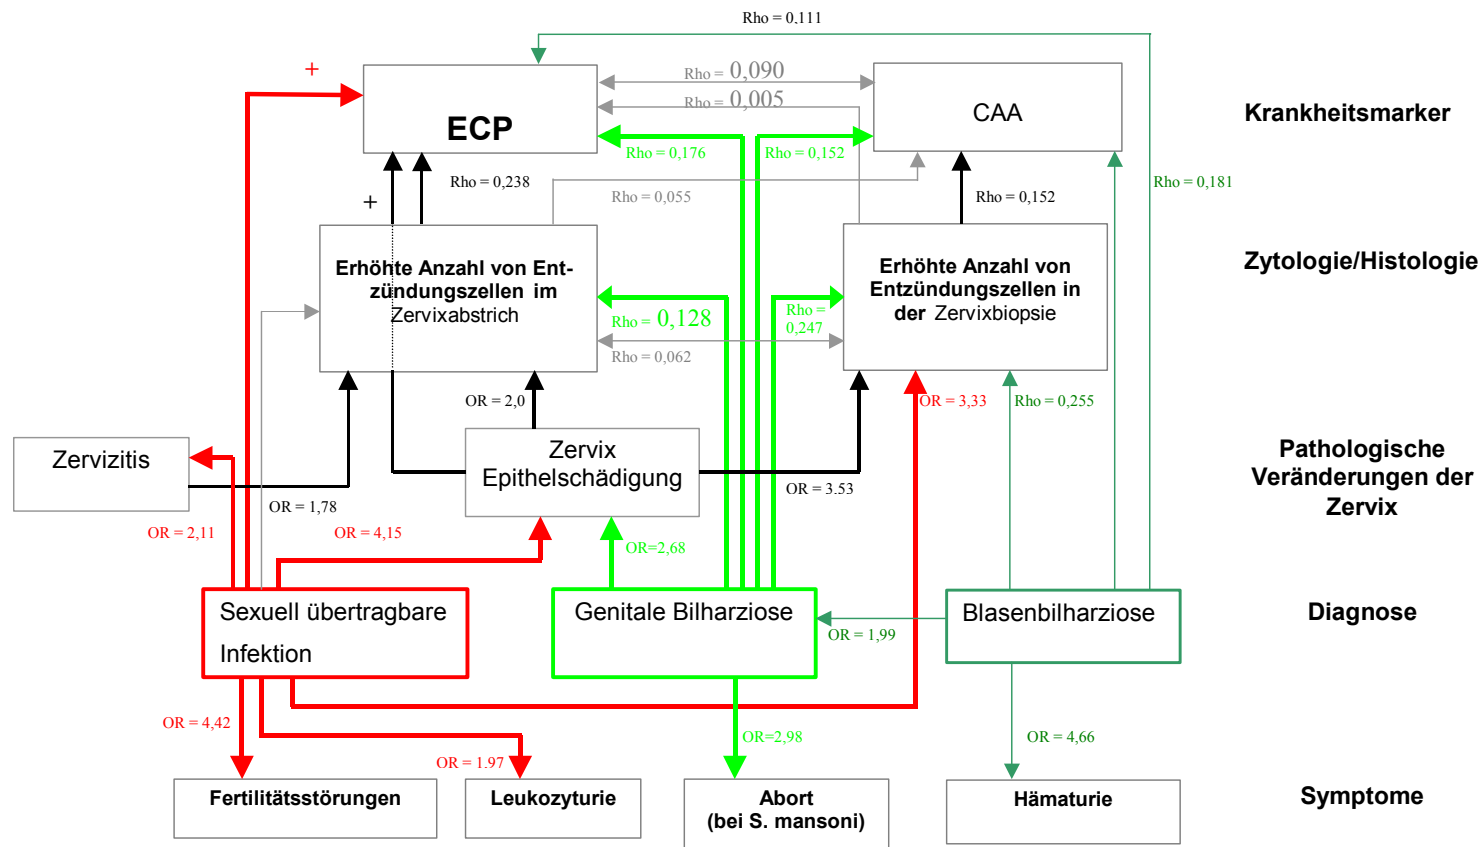 Rho = 0,111
+
Rho = 0,090
Rho = 0,005
ECP
CAA
Krankheitsmarker
Rho = 0,176
Rho = 0,152
Rho = 0,238
Rho = 0,055
Rho = 0,152
Rho = 0,181
+
Erhöhte Anzahl von Ent-
zündungszellen im
Zervixabstrich
Erhöhte Anzahl von
Entzündungszellen in
der Zervixbiopsie
Zytologie/Histologie
Rho = 0,128
Rho =
0,247
Rho = 0,062
OR = 2,0
OR = 3,33
Rho = 0,255
Zervizitis
Zervix
Epithelschädigung
Pathologische
Veränderungen der
Zervix
OR = 1,78
OR = 3.53
OR = 2,11
OR = 4,15
OR=2,68
Sexuell übertragbare
Infektion
Genitale Bilharziose
Blasenbilharziose
Diagnose
OR = 1,99
OR = 4,42
OR = 1.97
OR=2,98
OR = 4,66
Fertilitätsstörungen
Leukozyturie
Abort
(bei S. mansoni)
Hämaturie
Symptome